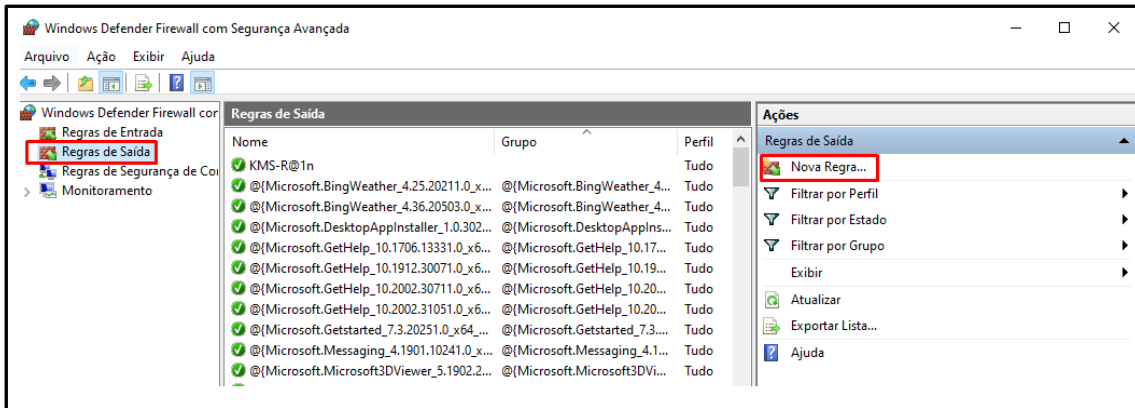 Windows Defender Firewall com Segurança Avançada
Arquivo Ação Exibir Ajuda
Windows Defender Firewall cor
Regras de Entrada
Regras de Saída
Regras de Segurança de Co
Monitoramento
Regras de Saída
Nome Grupo Perfil
KMS-R@1n Tudo
@{Microsoft.BingWeather_4.25.20211.0_x... @{Microsoft.BingWeather_4... Tudo
@{Microsoft.BingWeather_4.36.20503.0_x... @{Microsoft.BingWeather_4... Tudo
@{Microsoft.DesktopAppInstaller_1.0.302... @{Microsoft.DesktopAppIns... Tudo
@{Microsoft.GetHelp_10.1706.13331.0_x6... @{Microsoft.GetHelp_10.17... Tudo
@{Microsoft.GetHelp_10.1912.30071.0_x6... @{Microsoft.GetHelp_10.19... Tudo
@{Microsoft.GetHelp_10.2002.30711.0_x6... @{Microsoft.GetHelp_10.20... Tudo
@{Microsoft.GetHelp_10.2002.31051.0_x6... @{Microsoft.GetHelp_10.20... Tudo
@{Microsoft.Getstarted_7.3.20251.0_x64_... @{Microsoft.Getstarted_7.3.... Tudo
@{Microsoft.Messaging_4.1901.10241.0_x... @{Microsoft.Messaging_4.1... Tudo
@{Microsoft.Microsoft3DViewer_5.1902.2... @{Microsoft.Microsoft3DVi... Tudo
Ações
Regras de Saída
Nova Regra...
Filtrar por Perfil
Filtrar por Estado
Filtrar por Grupo
Exibir
Atualizar
Exportar Lista...
Ajuda